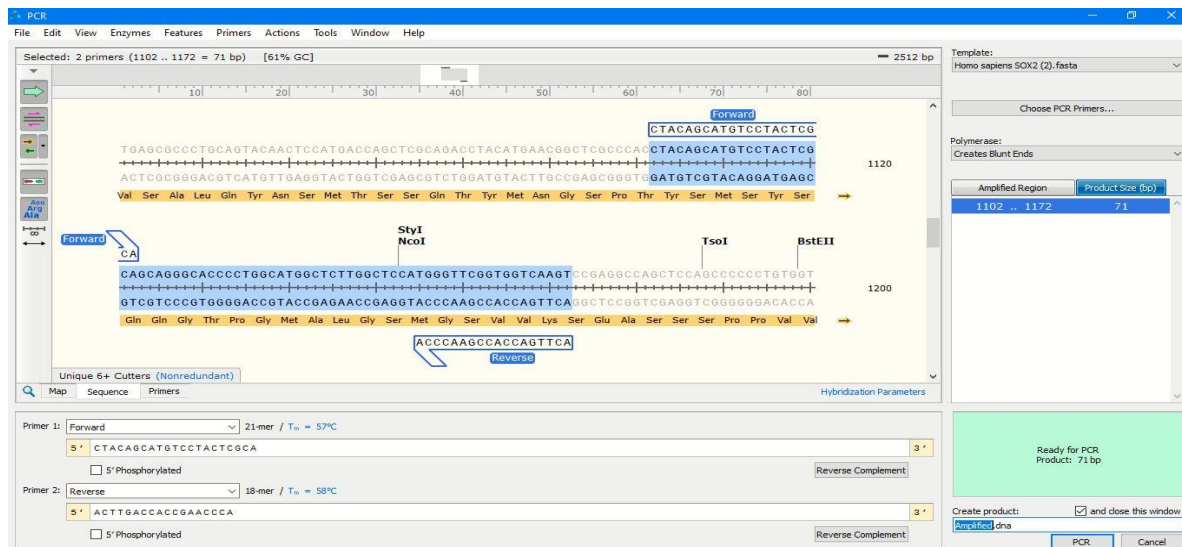 PCR
File Edit View Enzymes Features Primers Actions Tools Window Help
Selected: 2 primers (1102 .. 1172 = 71 bp) [61% GC]
2512 bp
10 20 30 40 50 60 70 80
Forward
CTACAGCATGTCCTACTCG
TGAGCGCCCTGCAGTACAACTCCATGACCAGCTCGCAGACCTACATGAACGGCTCGCCCACCTACAGCATGTCCTACTCG
1120
ACTCGCGGGACGTCATGTTGAGGTACTGGTCGAGCGTCTGGATGTACTTGCCGAGCGGGTGGATGTCGTACAGGATGAGC
Val Ser Ala Leu Gln Tyr Asn Ser Met Thr Ser Ser Gln Thr Tyr Met Asn Gly Ser Pro Thr Tyr Ser Met Ser Tyr Ser
Forward
CA
StyI
NcoI
TsoI
BstEII
CAGCAGGGCACCCCTGGCATGGCTCTTGGCTCCATGGGTTCGGTGGTCAAGTCCGAGGCCAGCTCCAGCCCCCCTGTGGT
1200
GTCGTCCCGTGGGGACCGTACCGAGAACCGAGGTACCCAAGCCACCAGTTCAGGCTCCGGTCGAGGTCGGGGGGACACCA
Gln Gln Gly Thr Pro Gly Met Ala Leu Gly Ser Met Gly Ser Val Val Lys Ser Glu Ala Ser Ser Ser Pro Pro Val Val
ACCCAAGCCACCAGTTCA
Reverse
Unique 6+ Cutters (Nonredundant)
Map Sequence Primers
Hybridization Parameters
Asn
Arg
Ala
Primer 1: Forward 21-mer / Tm = 57°C
5' CTACAGCATGTCCTACTCGCA 3'
5' Phosphorylated
Reverse Complement
Primer 2: Reverse 18-mer / Tm = 58°C
5' ACTTGACCACCGAACCCA 3'
5' Phosphorylated
Reverse Complement
Template:
Homo sapiens SOX2 (2).fasta
Choose PCR Primers...
Polymerase:
Creates Blunt Ends
Amplified Region Product Size (bp)
1102 .. 1172 71
Ready for PCR
Product: 71 bp
Create product: and close this window
Amplified.dna
PCR Cancel